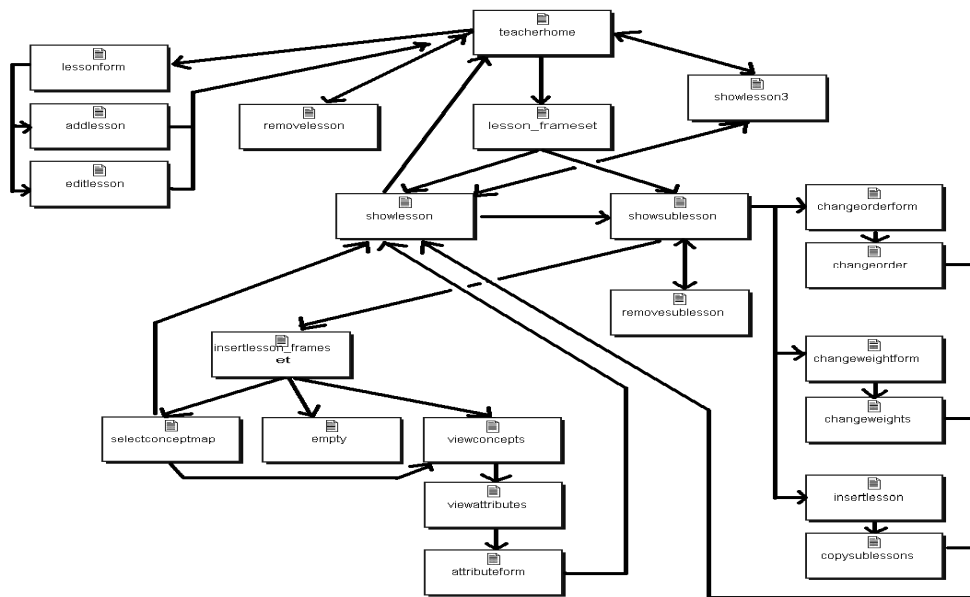 teacherhome
lessonform
showlesson3
addlesson
removelesson
lesson_frameset
editlesson
showlesson
showsublesson
changeorderform
changeorder
removesublesson
insertlesson_frames
et
changeweightform
selectconceptmap
empty
viewconcepts
changeweights
viewattributes
insertlesson
attributeform
copysublessons